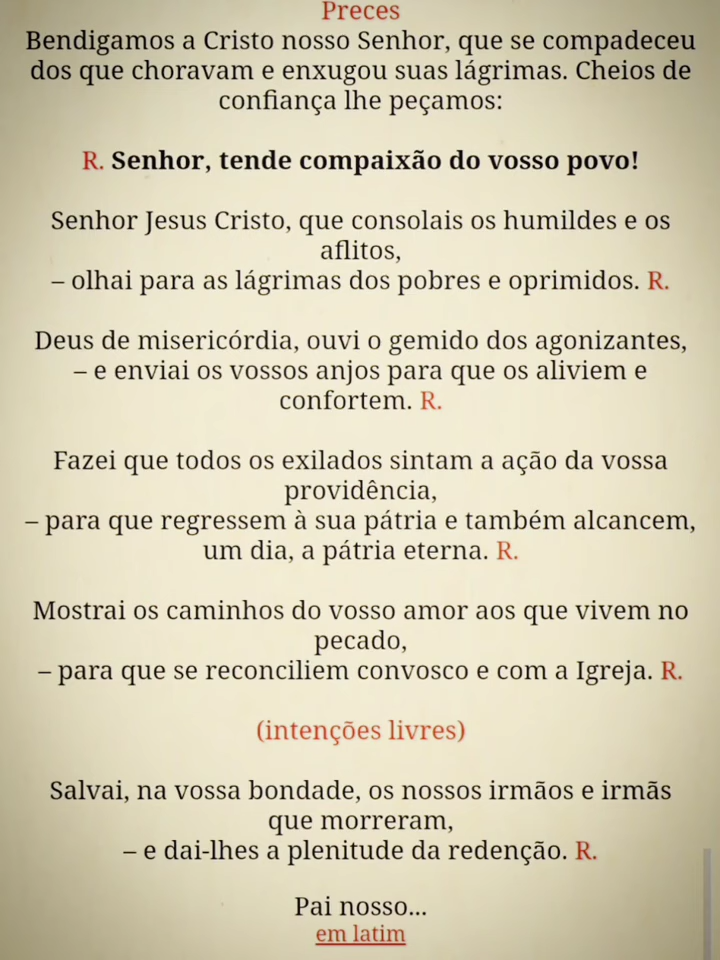 Preces
Bendigamos a Cristo nosso Senhor, que se compadeceu
dos que choravam e enxugou suas lágrimas. Cheios de
confiança lhe peçamos:
R. Senhor, tende compaixão do vosso povo!
Senhor Jesus Cristo, que consolais os humildes e os
aflitos,
– olhai para as lágrimas dos pobres e oprimidos. R.
Deus de misericórdia, ouvi o gemido dos agonizantes,
– e enviai os vossos anjos para que os aliviem e
confortem. R.
Fazei que todos os exilados sintam a ação da vossa
providência,
– para que regressem à sua pátria e também alcancem,
um dia, a pátria eterna. R.
Mostrai os caminhos do vosso amor aos que vivem no
pecado,
– para que se reconciliem convosco e com a Igreja. R.
(intenções livres)
Salvai, na vossa bondade, os nossos irmãos e irmãs
que morreram,
– e dai-lhes a plenitude da redenção. R.
Pai nosso...
em latim